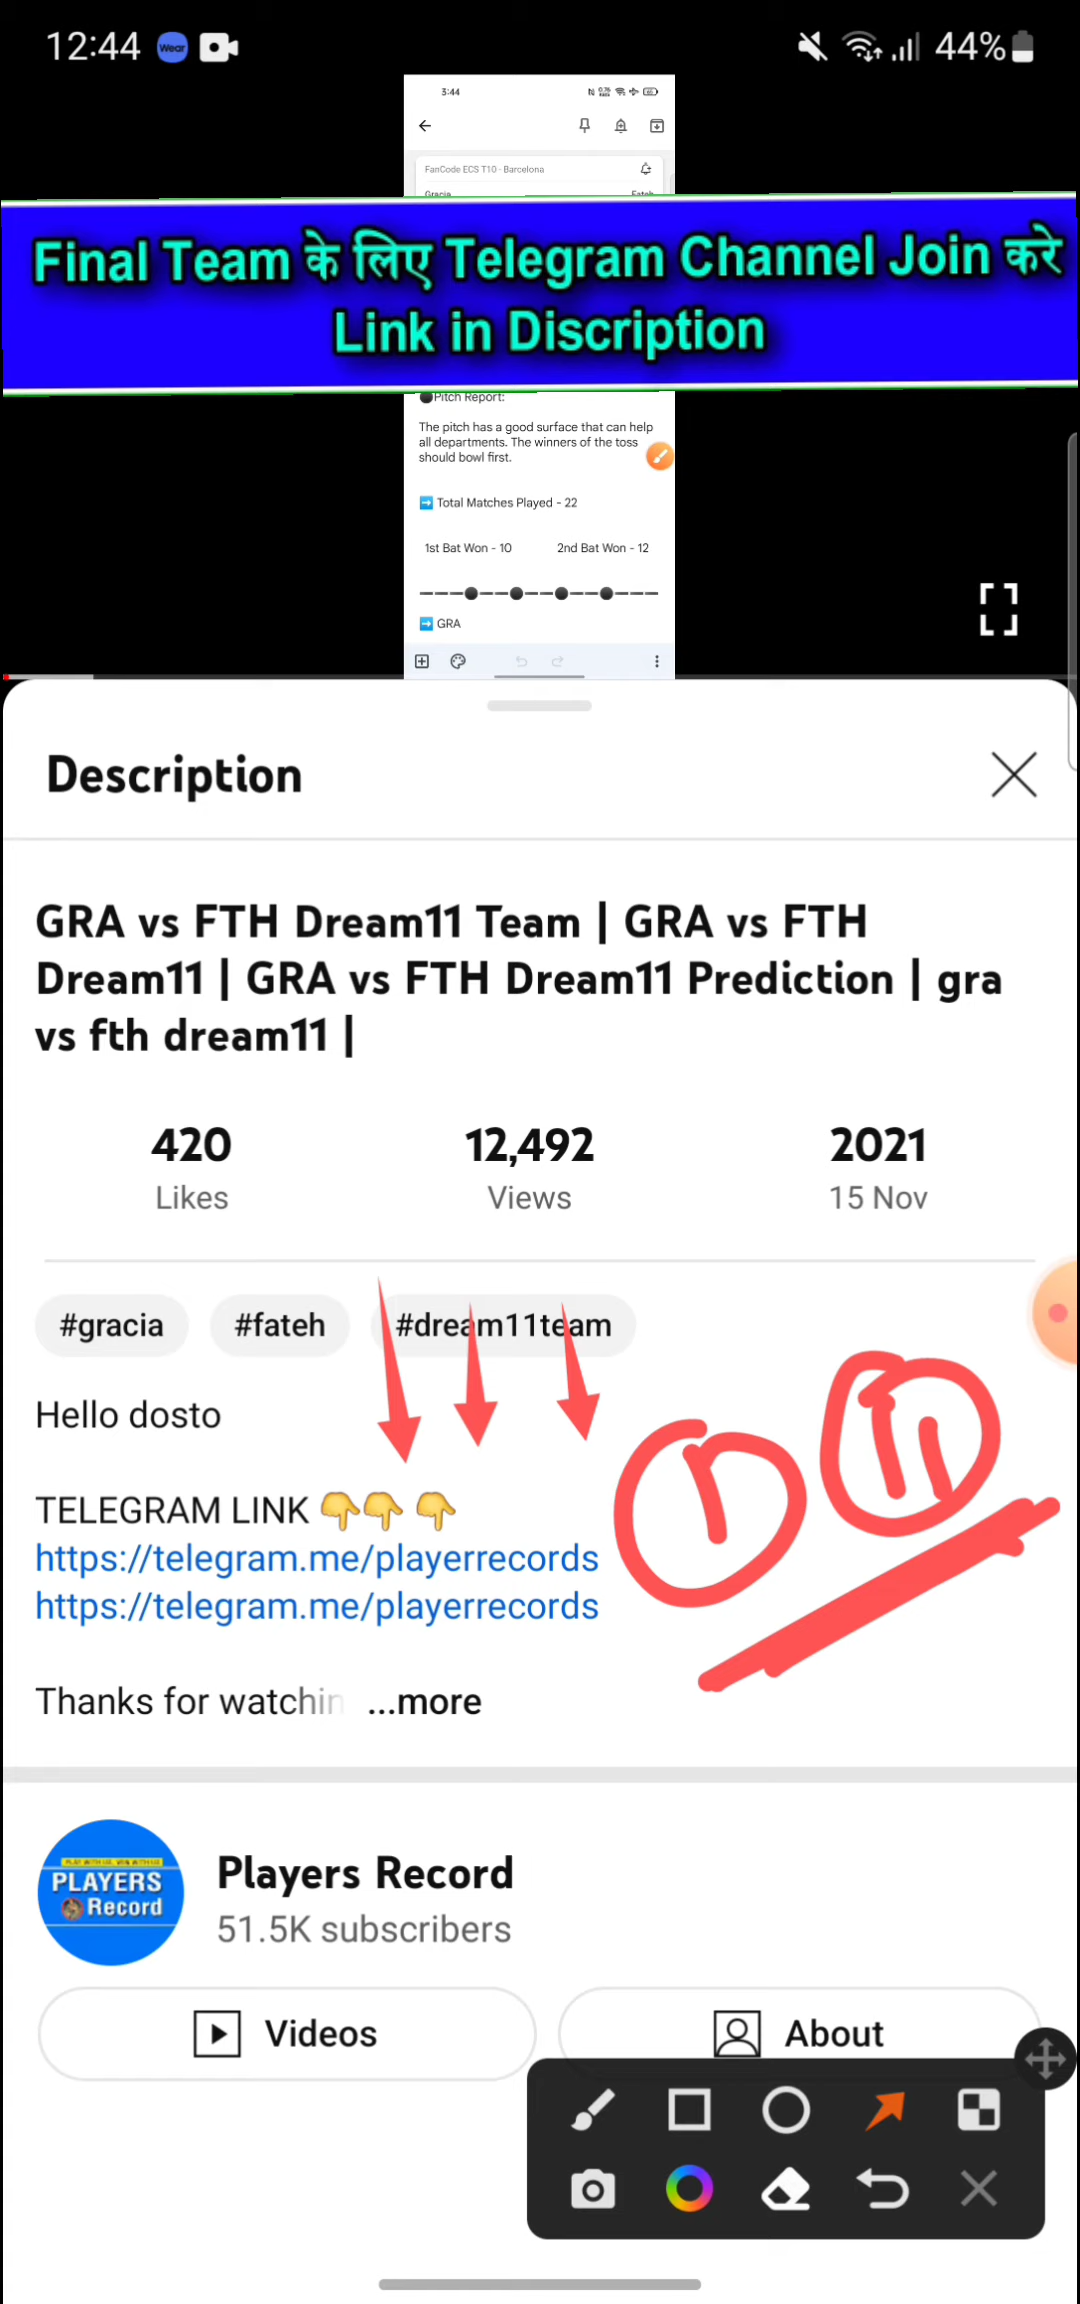 12:44 Wear 44%
3:44
FanCode ECS T10 - Barcelona
Gracia Fateh
Final Team के लिए Telegram Channel Join करे
Link in Discription
Pitch Report:
The pitch has a good surface that can help
all departments. The winners of the toss
should bowl first.
➡️ Total Matches Played - 22
1st Bat Won - 10 2nd Bat Won - 12
➡️ GRA
Description
GRA vs FTH Dream11 Team | GRA vs FTH
Dream11 | GRA vs FTH Dream11 Prediction | gra
vs fth dream11 |
420 12,492 2021
Likes Views 15 Nov
#gracia #fateh #dream11team
Hello dosto
TELEGRAM LINK 👇👇 👇
https://telegram.me/playerrecords
https://telegram.me/playerrecords
Thanks for watchin ...more
PLAYERS
Record
Players Record
51.5K subscribers
Videos About